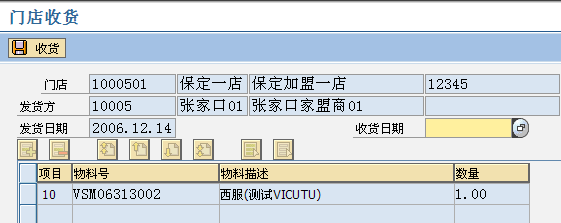 门店收货
收货
门店 1000501 保定一店 保定加盟一店 12345
发货方 10005 张家口01 张家口家盟商01
发货日期 2006.12.14 收货日期
项目 物料号 物料描述 数量
10 VSM06313002 西服(测试VICUTU) 1.00